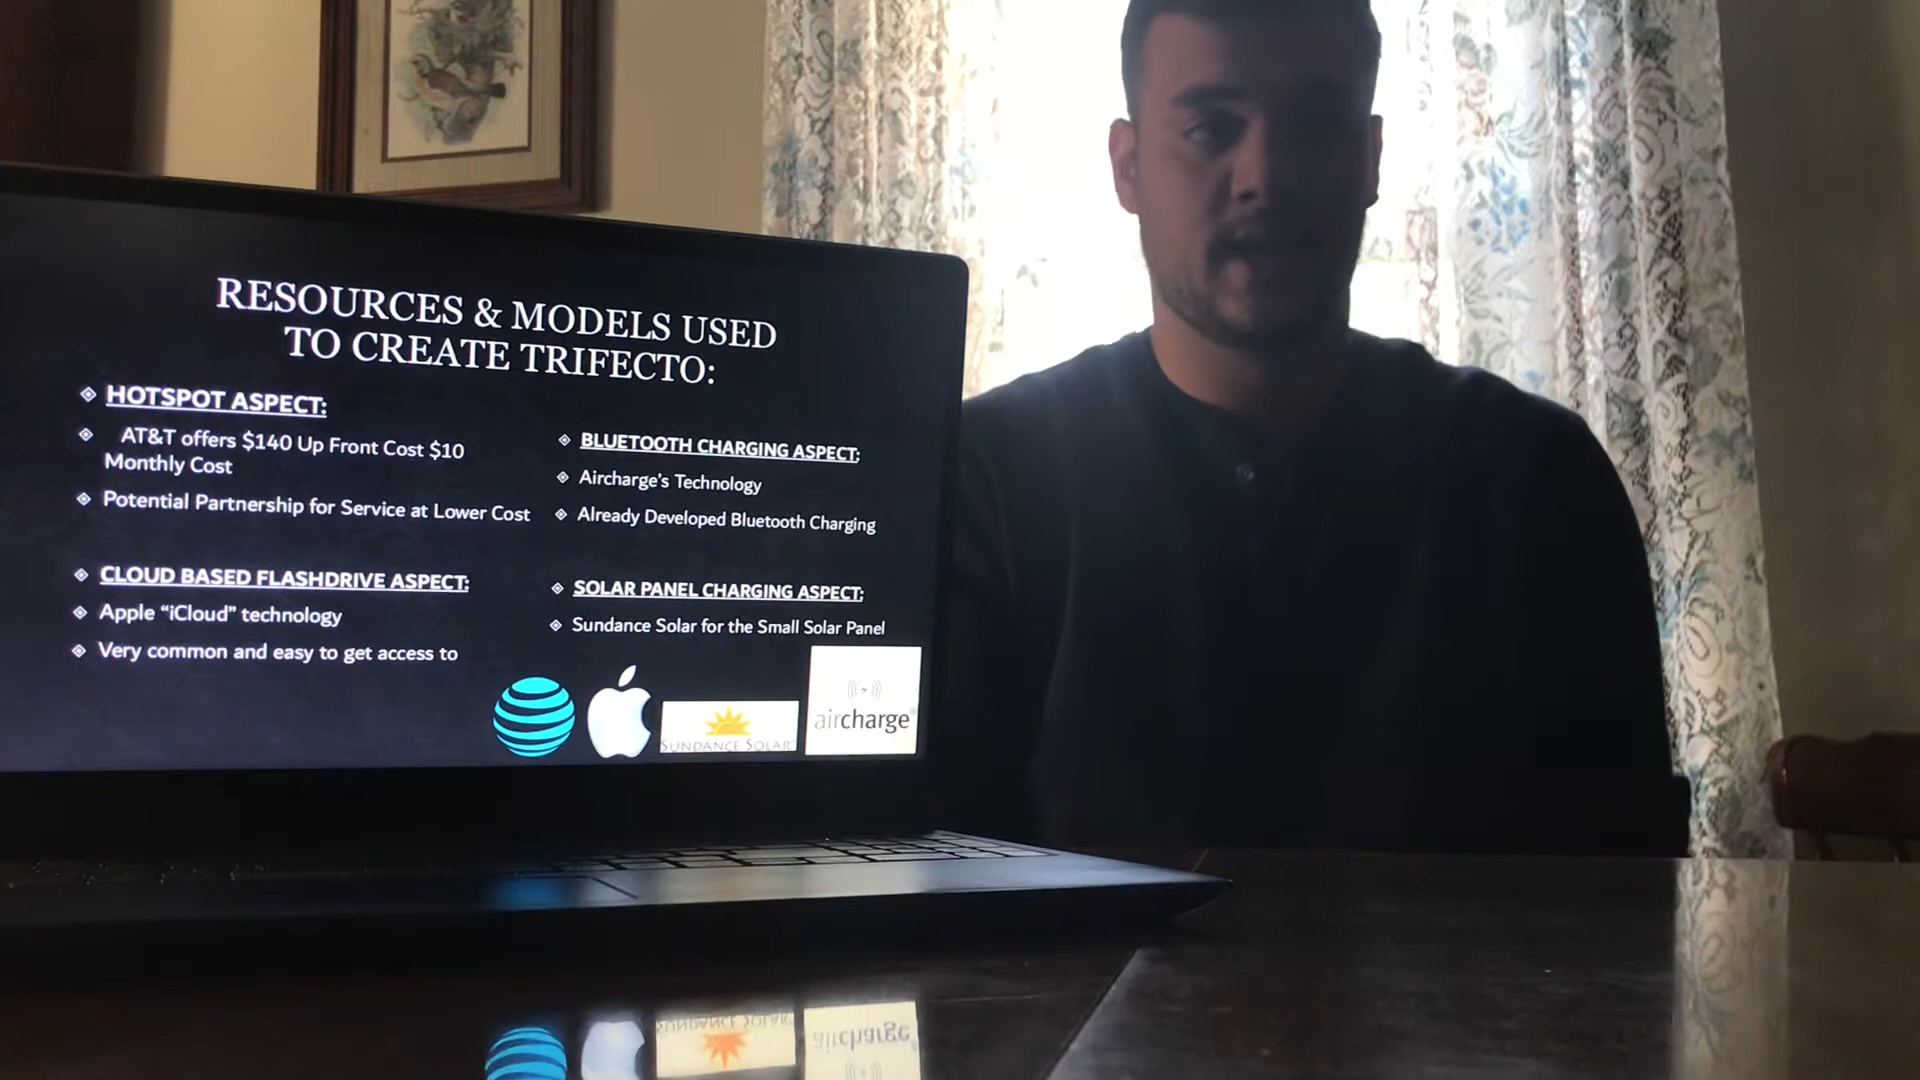 RESOURCES & MODELS USED
TO CREATE TRIFECTO:
HOTSPOT ASPECT:
AT&T offers $140 Up Front Cost $10
Monthly Cost
Potential Partnership for Service at Lower Cost
CLOUD BASED FLASHDRIVE ASPECT:
Apple “iCloud” technology
Very common and easy to get access to
BLUETOOTH CHARGING ASPECT:
Aircharge's Technology
Already Developed Bluetooth Charging
SOLAR PANEL CHARGING ASPECT:
Sundance Solar for the Small Solar Panel
SUNDANCE SOLAR
aircharge